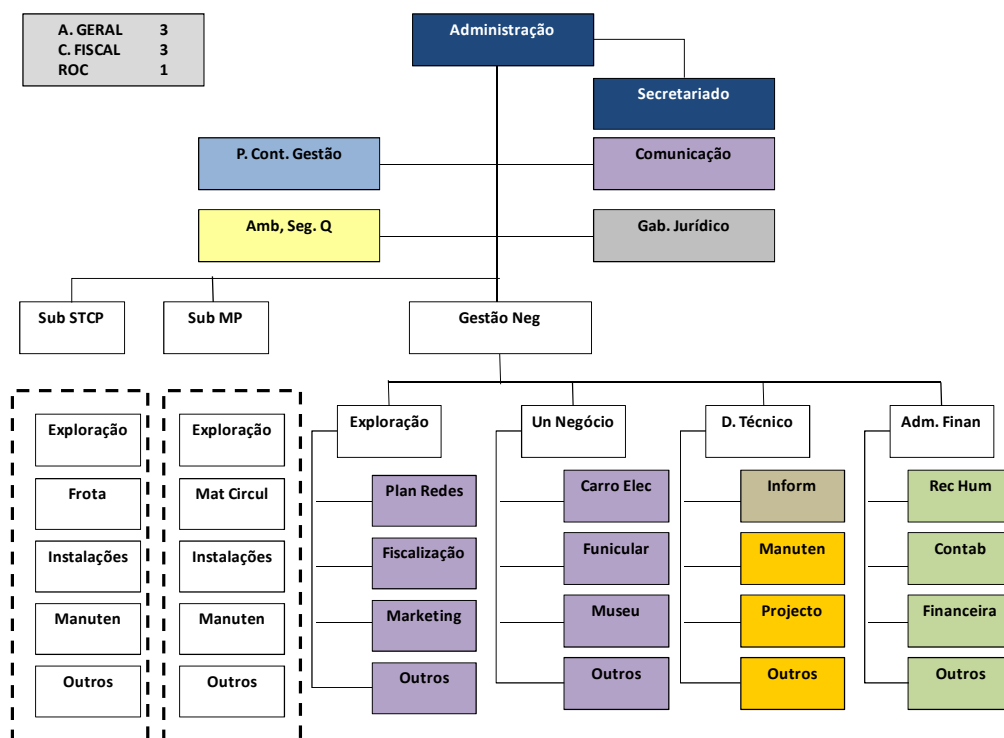 A. GERAL 3
C. FISCAL 3
ROC 1
Administração
Secretariado
P. Cont. Gestão
Comunicação
Amb, Seg. Q
Gab. Jurídico
Sub STCP
Sub MP
Gestão Neg
Exploração
Frota
Instalações
Manuten
Outros
Exploração
Mat Circul
Instalações
Manuten
Outros
Exploração
Plan Redes
Fiscalização
Marketing
Outros
Un Negócio
Carro Elec
Funicular
Museu
Outros
D. Técnico
Inform
Manuten
Projecto
Outros
Adm. Finan
Rec Hum
Contab
Financeira
Outros